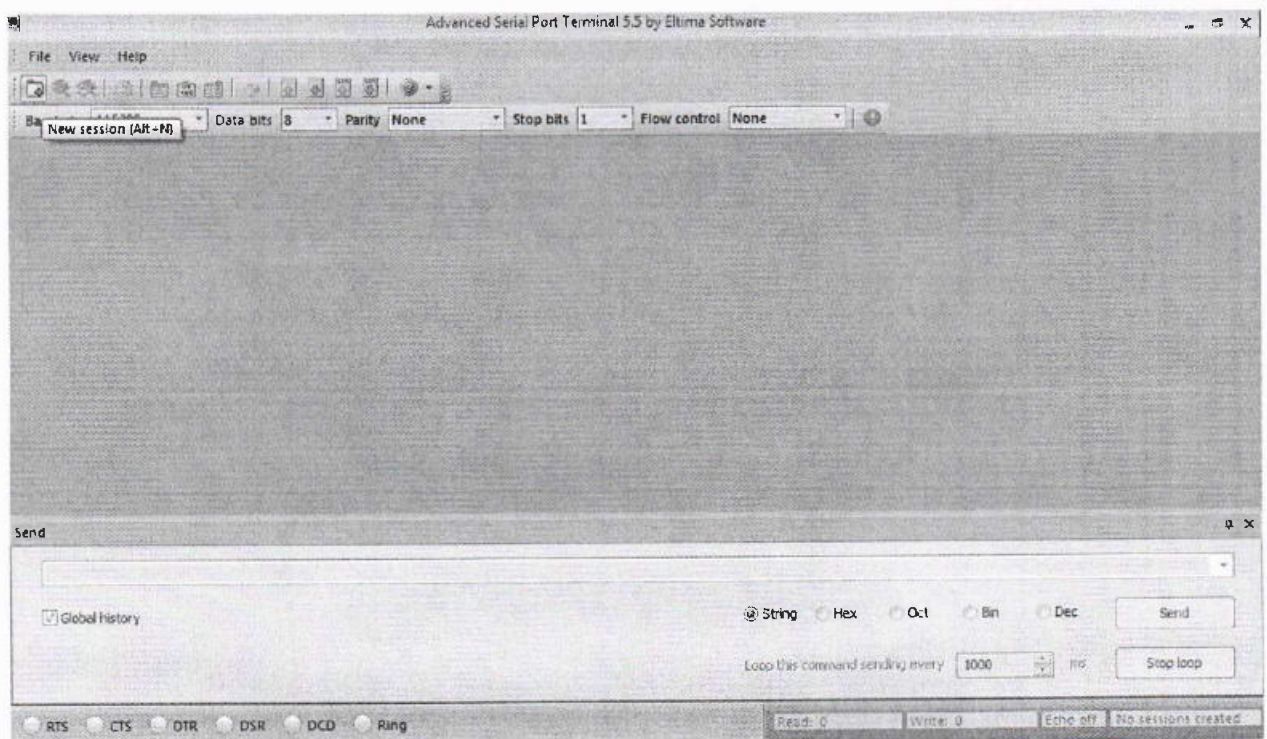 Advanced Serial Port Terminal 5.5 by Eltima Software
File View Help
Data bits 8 Parity None Stop bits 1 Flow control None
New session (Alt+N)
Send
Global history
String Hex Oct Bin Dec Send
Loop this command sending every 1000 ms Stop loop
RTS CTS DTR DSR DCD Ring Read: 0 Write: 0 Echo off No sessions created